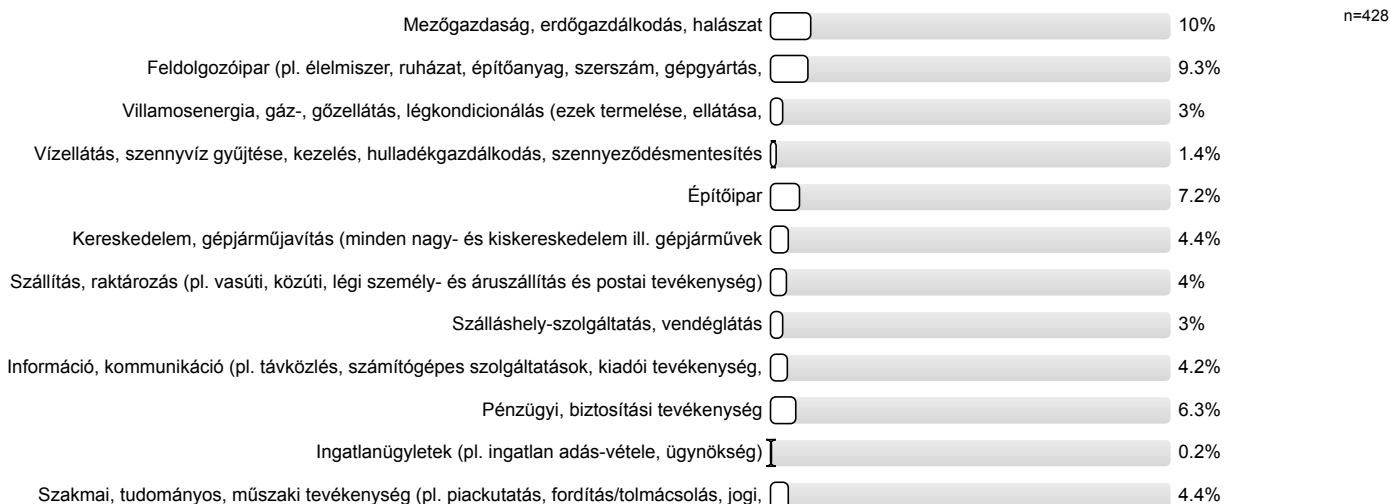 n=428
Mezőgazdaság, erdőgazdálkodás, halászat 10%
Feldolgozóipar (pl. élelmiszer, ruházat, építőanyag, szerszám, gépgyártás, 9.3%
Villamosenergia, gáz-, gőzellátás, légkondicionálás (ezek termelése, ellátása, 3%
Vízellátás, szennyvíz gyűjtése, kezelés, hulladékgazdálkodás, szennyeződésmentesítés 1.4%
Építőipar 7.2%
Kereskedelem, gépjárműjavítás (minden nagy- és kiskereskedelem ill. gépjárművek 4.4%
Szállítás, raktározás (pl. vasúti, közúti, légi személy- és áruszállítás és postai tevékenység) 4%
Szálláshely-szolgáltatás, vendéglátás 3%
Információ, kommunikáció (pl. távközlés, számítógépes szolgáltatások, kiadói tevékenység, 4.2%
Pénzügyi, biztosítási tevékenység 6.3%
Ingatlanügyletek (pl. ingatlan adás-vétele, ügynökség) 0.2%
Szakmai, tudományos, műszaki tevékenység (pl. piackutatás, fordítás/tolmácsolás, jogi, 4.4%